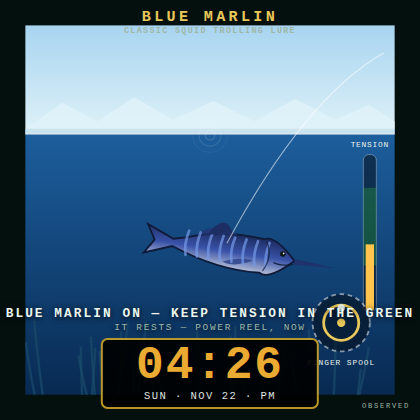 BLUE MARLIN
CLASSIC SQUID TROLLING LURE
TENSION
BLUE MARLIN ON — KEEP TENSION IN THE GREEN
IT RESTS — POWER REEL, NOW
NGER SPOOL
04:26
SUN · NOV 22 · PM
OBSERVED